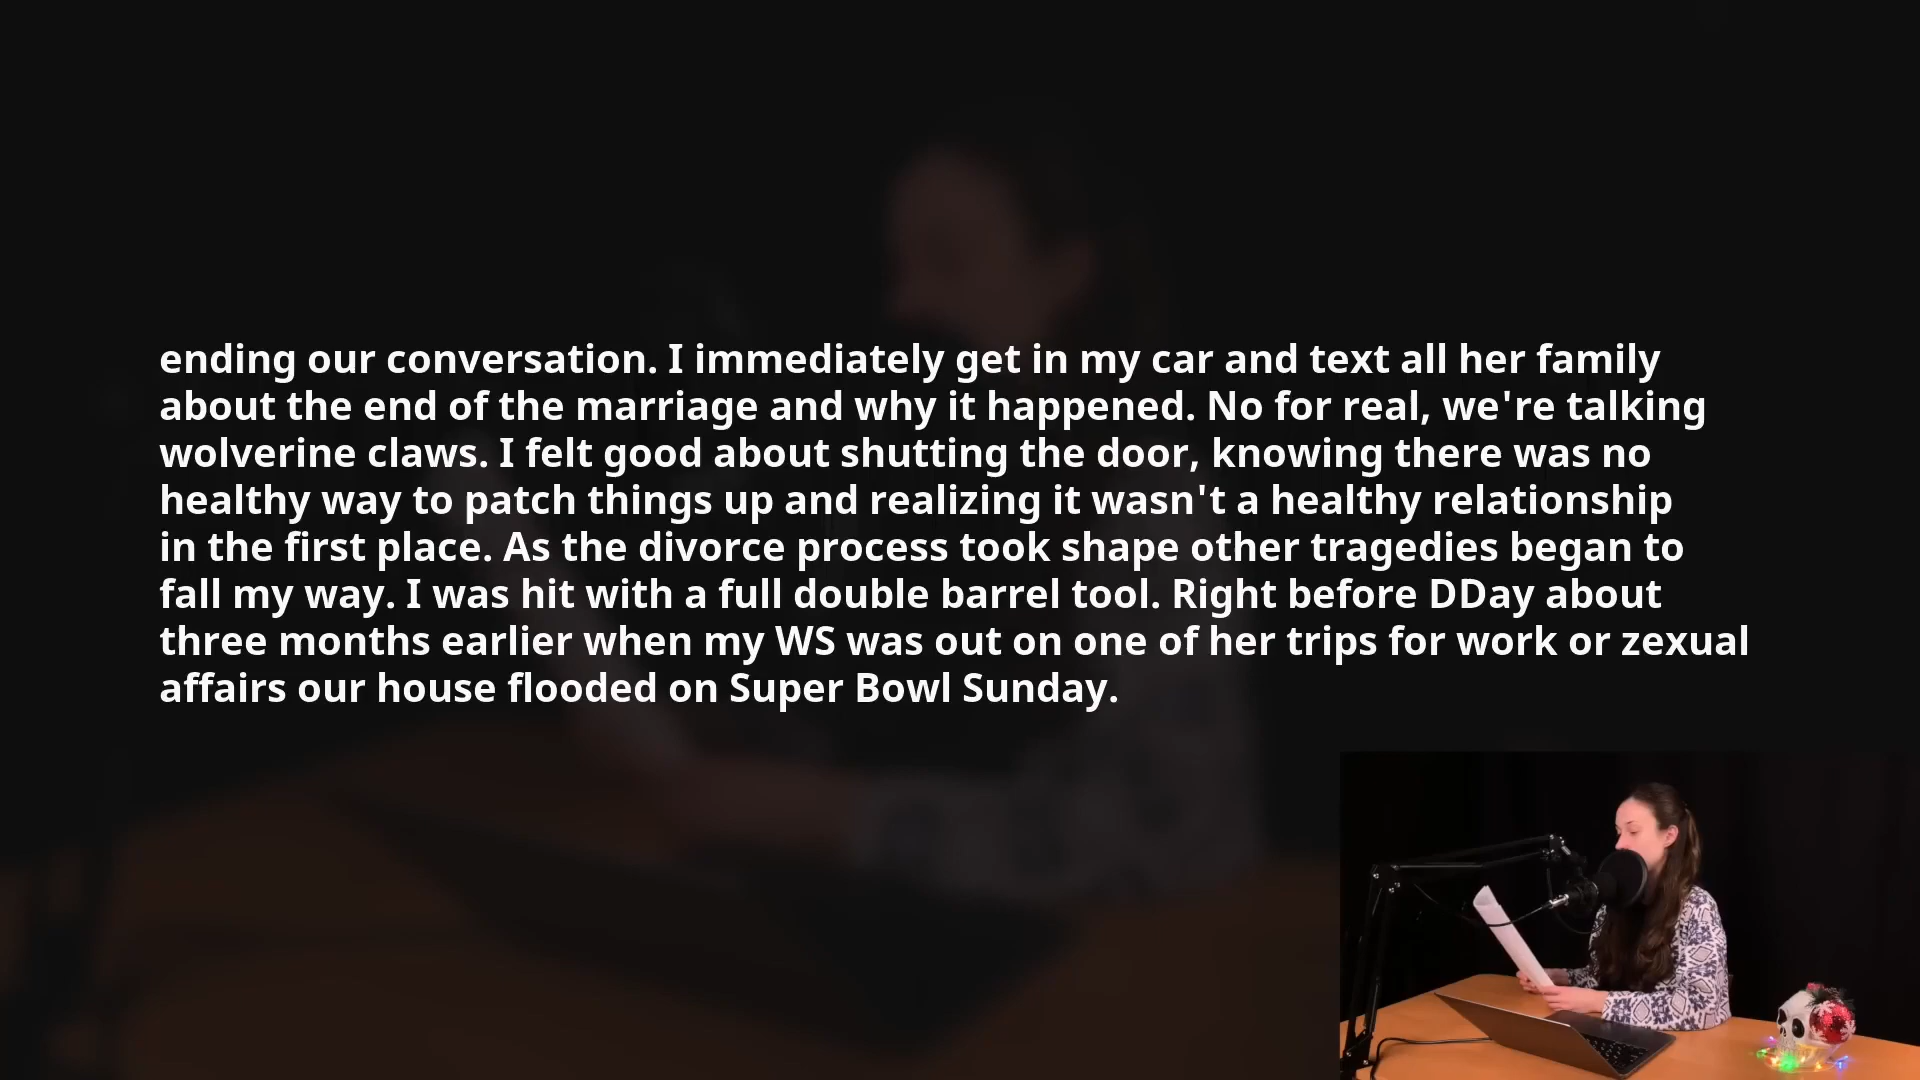 ending our conversation. I immediately get in my car and text all her family
about the end of the marriage and why it happened. No for real, we're talking
wolverine claws. I felt good about shutting the door, knowing there was no
healthy way to patch things up and realizing it wasn't a healthy relationship
in the first place. As the divorce process took shape other tragedies began to
fall my way. I was hit with a full double barrel tool. Right before DDay about
three months earlier when my WS was out on one of her trips for work or zexual
affairs our house flooded on Super Bowl Sunday.